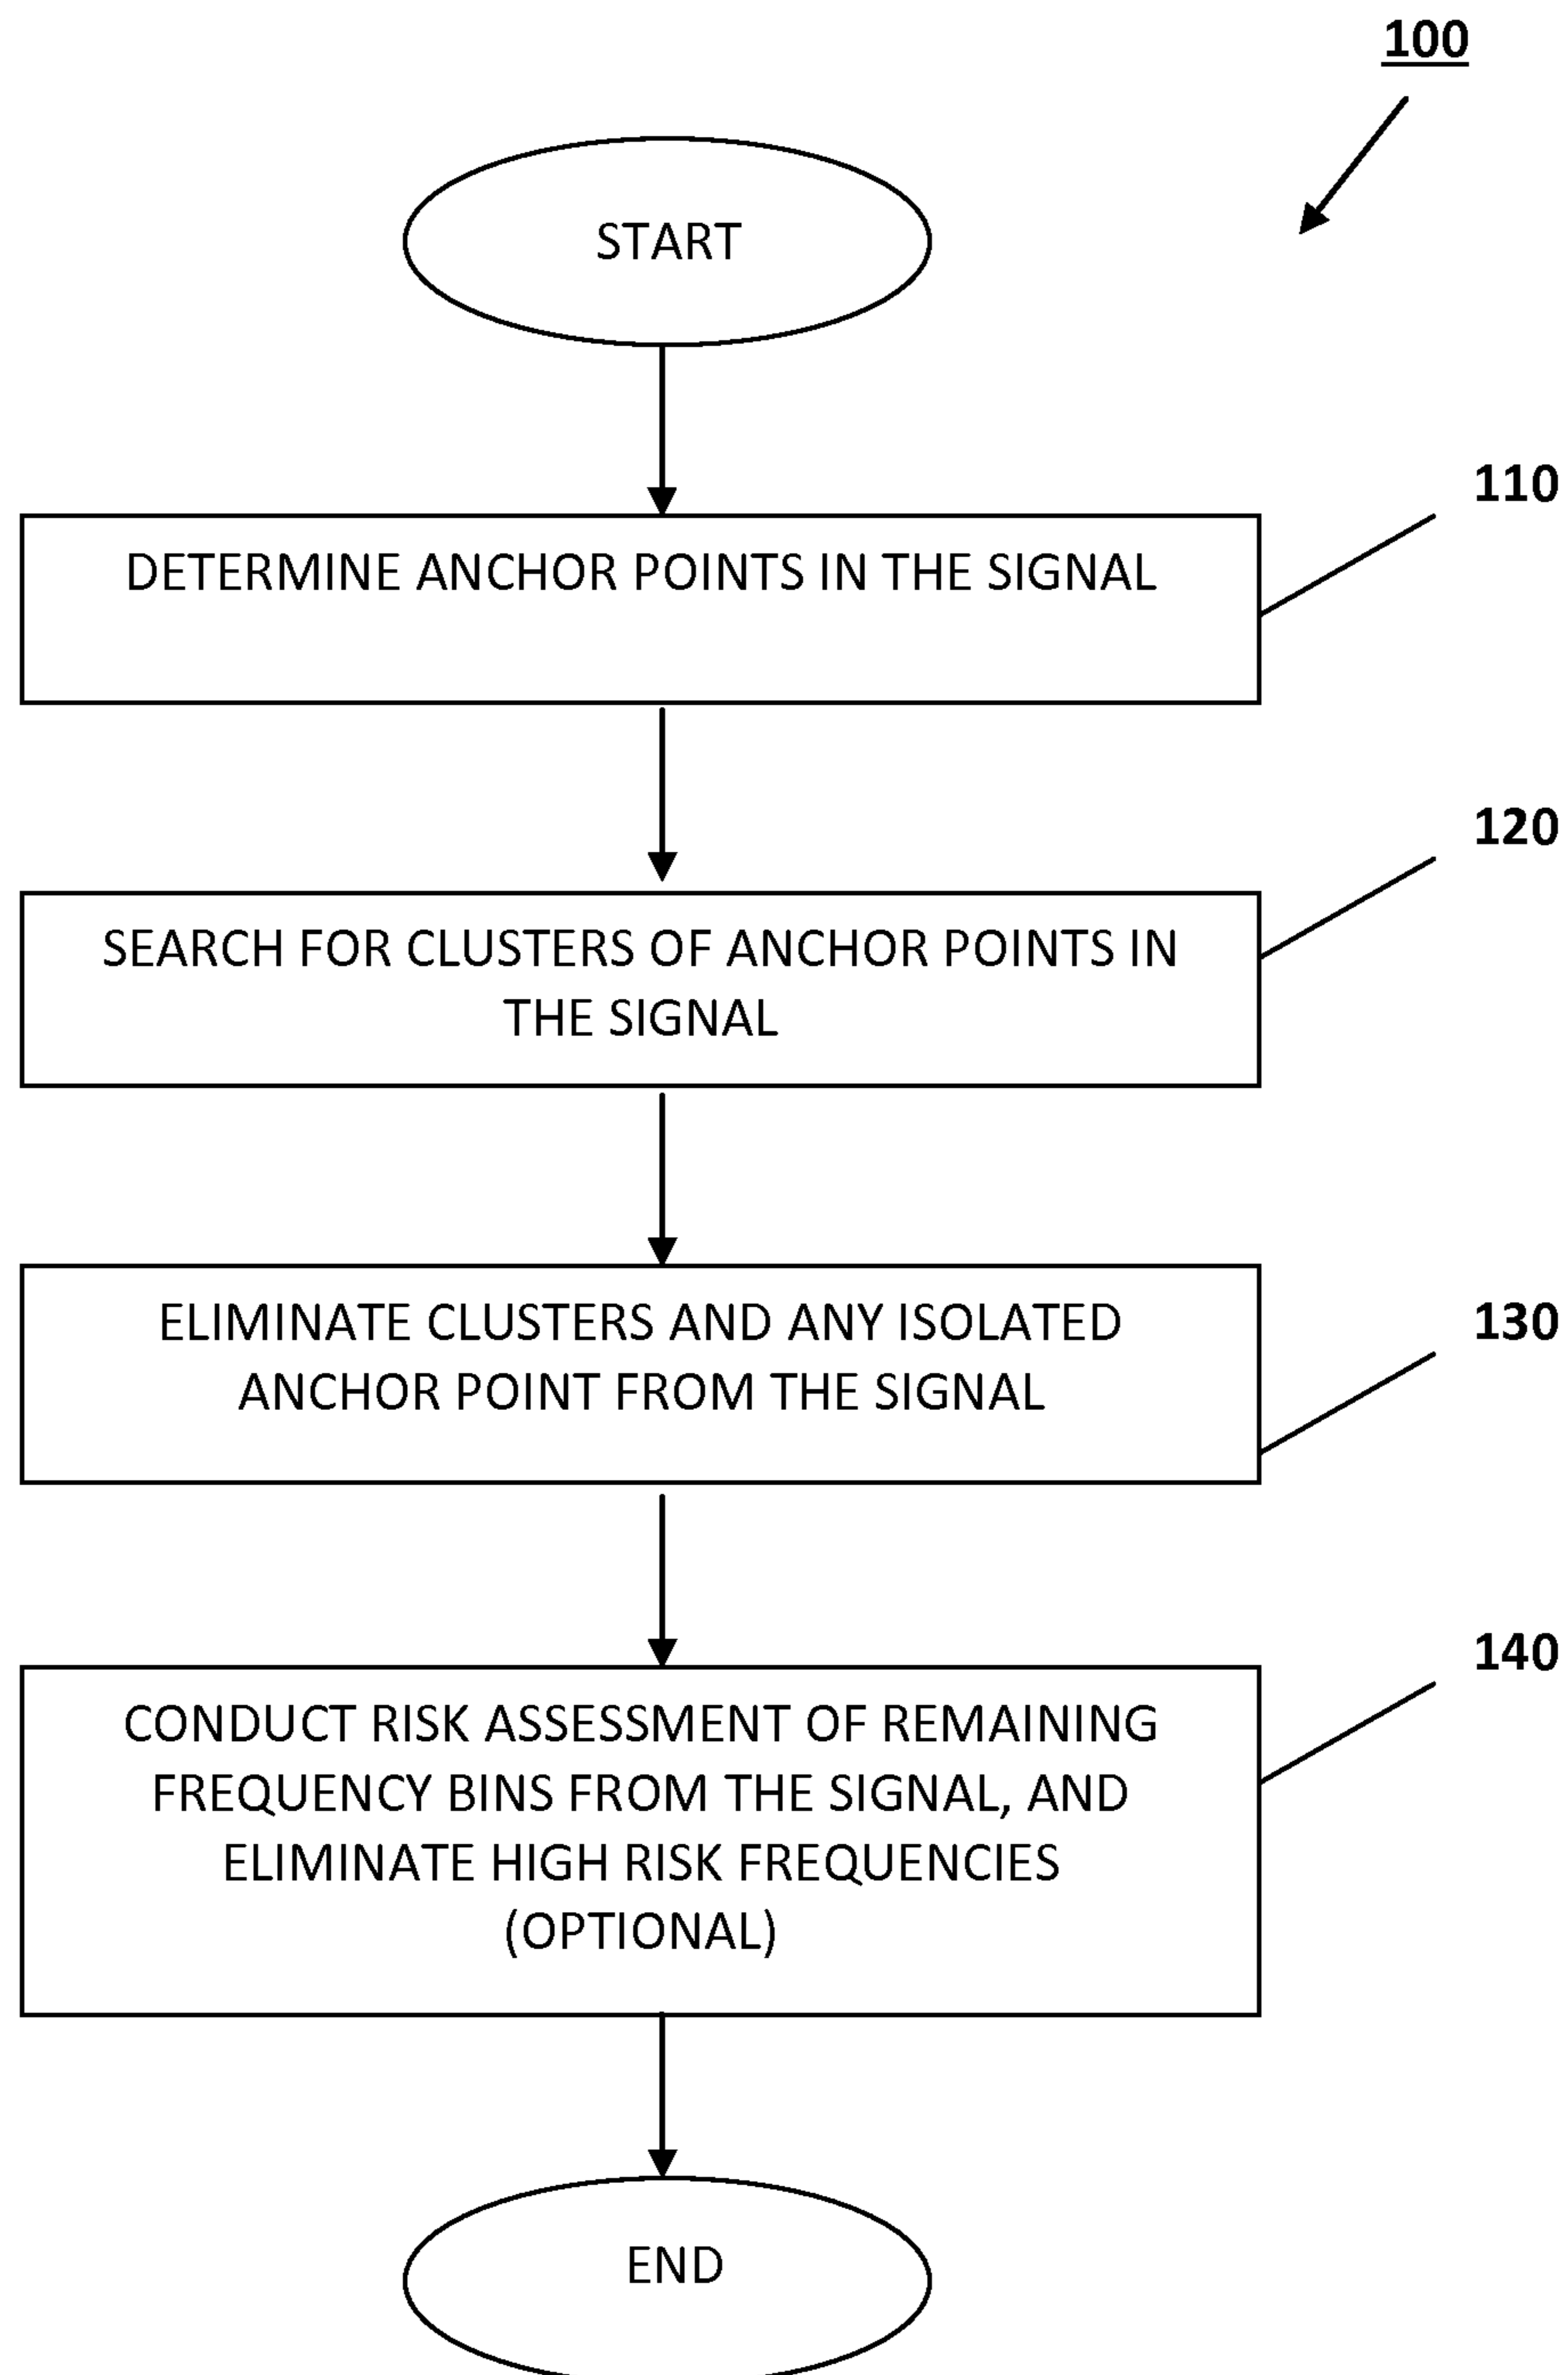 100
START
110
DETERMINE ANCHOR POINTS IN THE SIGNAL
120
SEARCH FOR CLUSTERS OF ANCHOR POINTS IN
THE SIGNAL
130
ELIMINATE CLUSTERS AND ANY ISOLATED
ANCHOR POINT FROM THE SIGNAL
140
CONDUCT RISK ASSESSMENT OF REMAINING
FREQUENCY BINS FROM THE SIGNAL, AND
ELIMINATE HIGH RISK FREQUENCIES
(OPTIONAL)
END